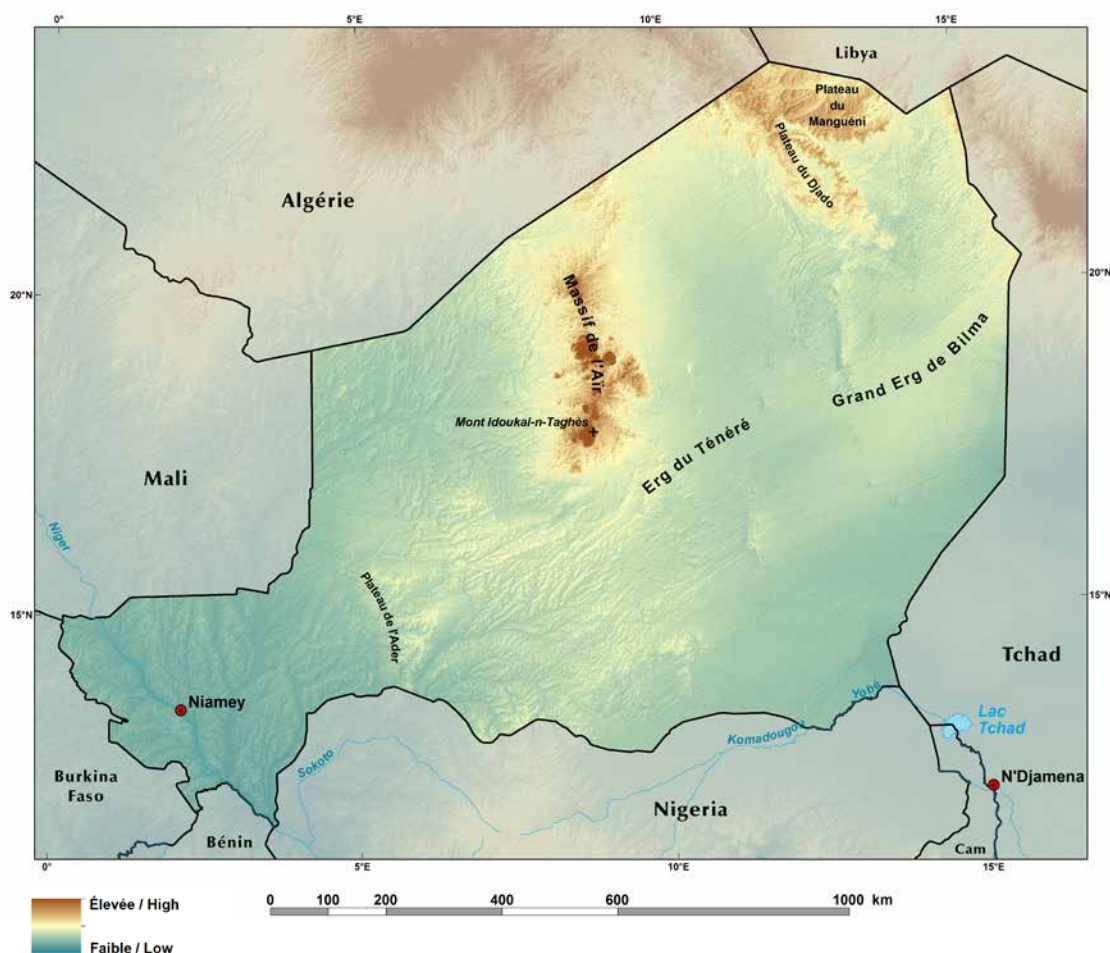 0°
5°E
10°E
15°E
Libya
Plateau
du
Manguéni
Plateau du Djado
Algérie
20°N
20°N
Massif de l'Aïr
Grand Erg de Bilma
Mont Idoukal-n-Taghès
Erg du Ténéré
Mali
Niger
Plateau de l'Ader
15°N
15°N
Tchad
Yobé
Niamey
Lac
Tchad
Komadougou
Sokoto
Burkina
Faso
N'Djamena
Nigeria
Bénin
Cam
0°
5°E
10°E
15°E
Élevée / High
Faible / Low
0 100 200 400 600 1000 km